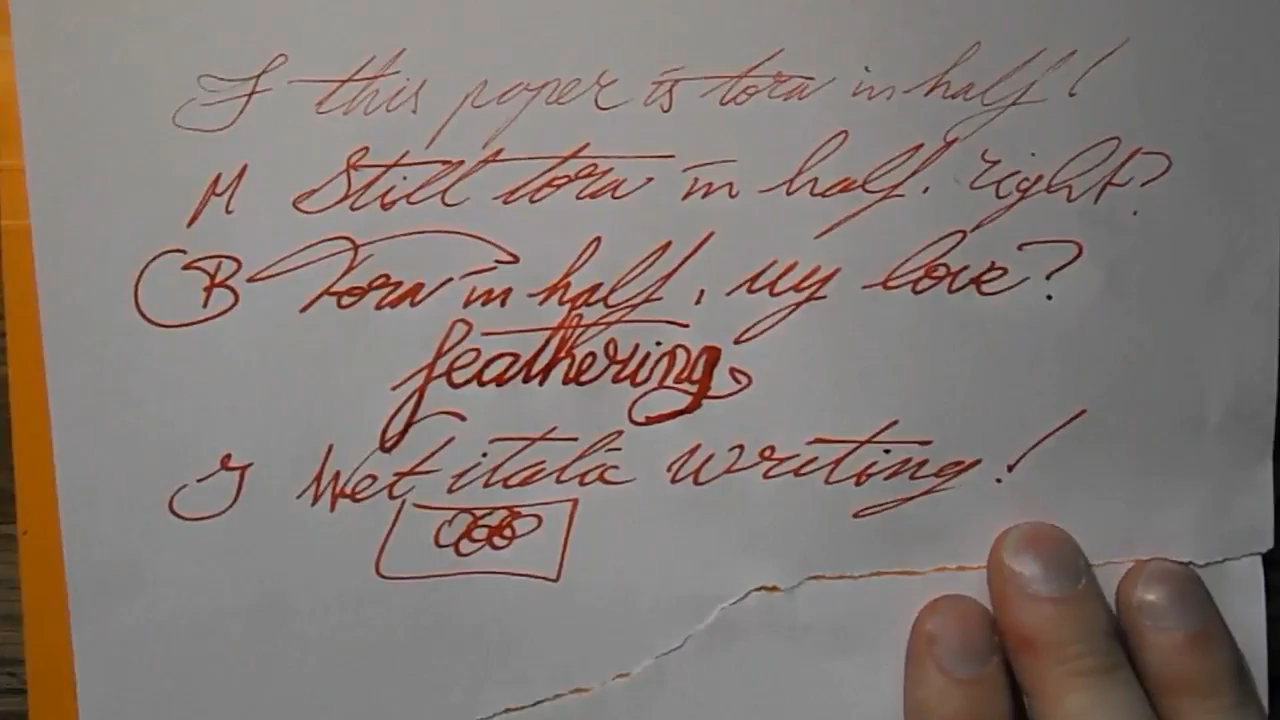 F this paper is torn in half!
M Still torn in half. right?
B Torn in half, my love?
feathering
J Wet italic writing!